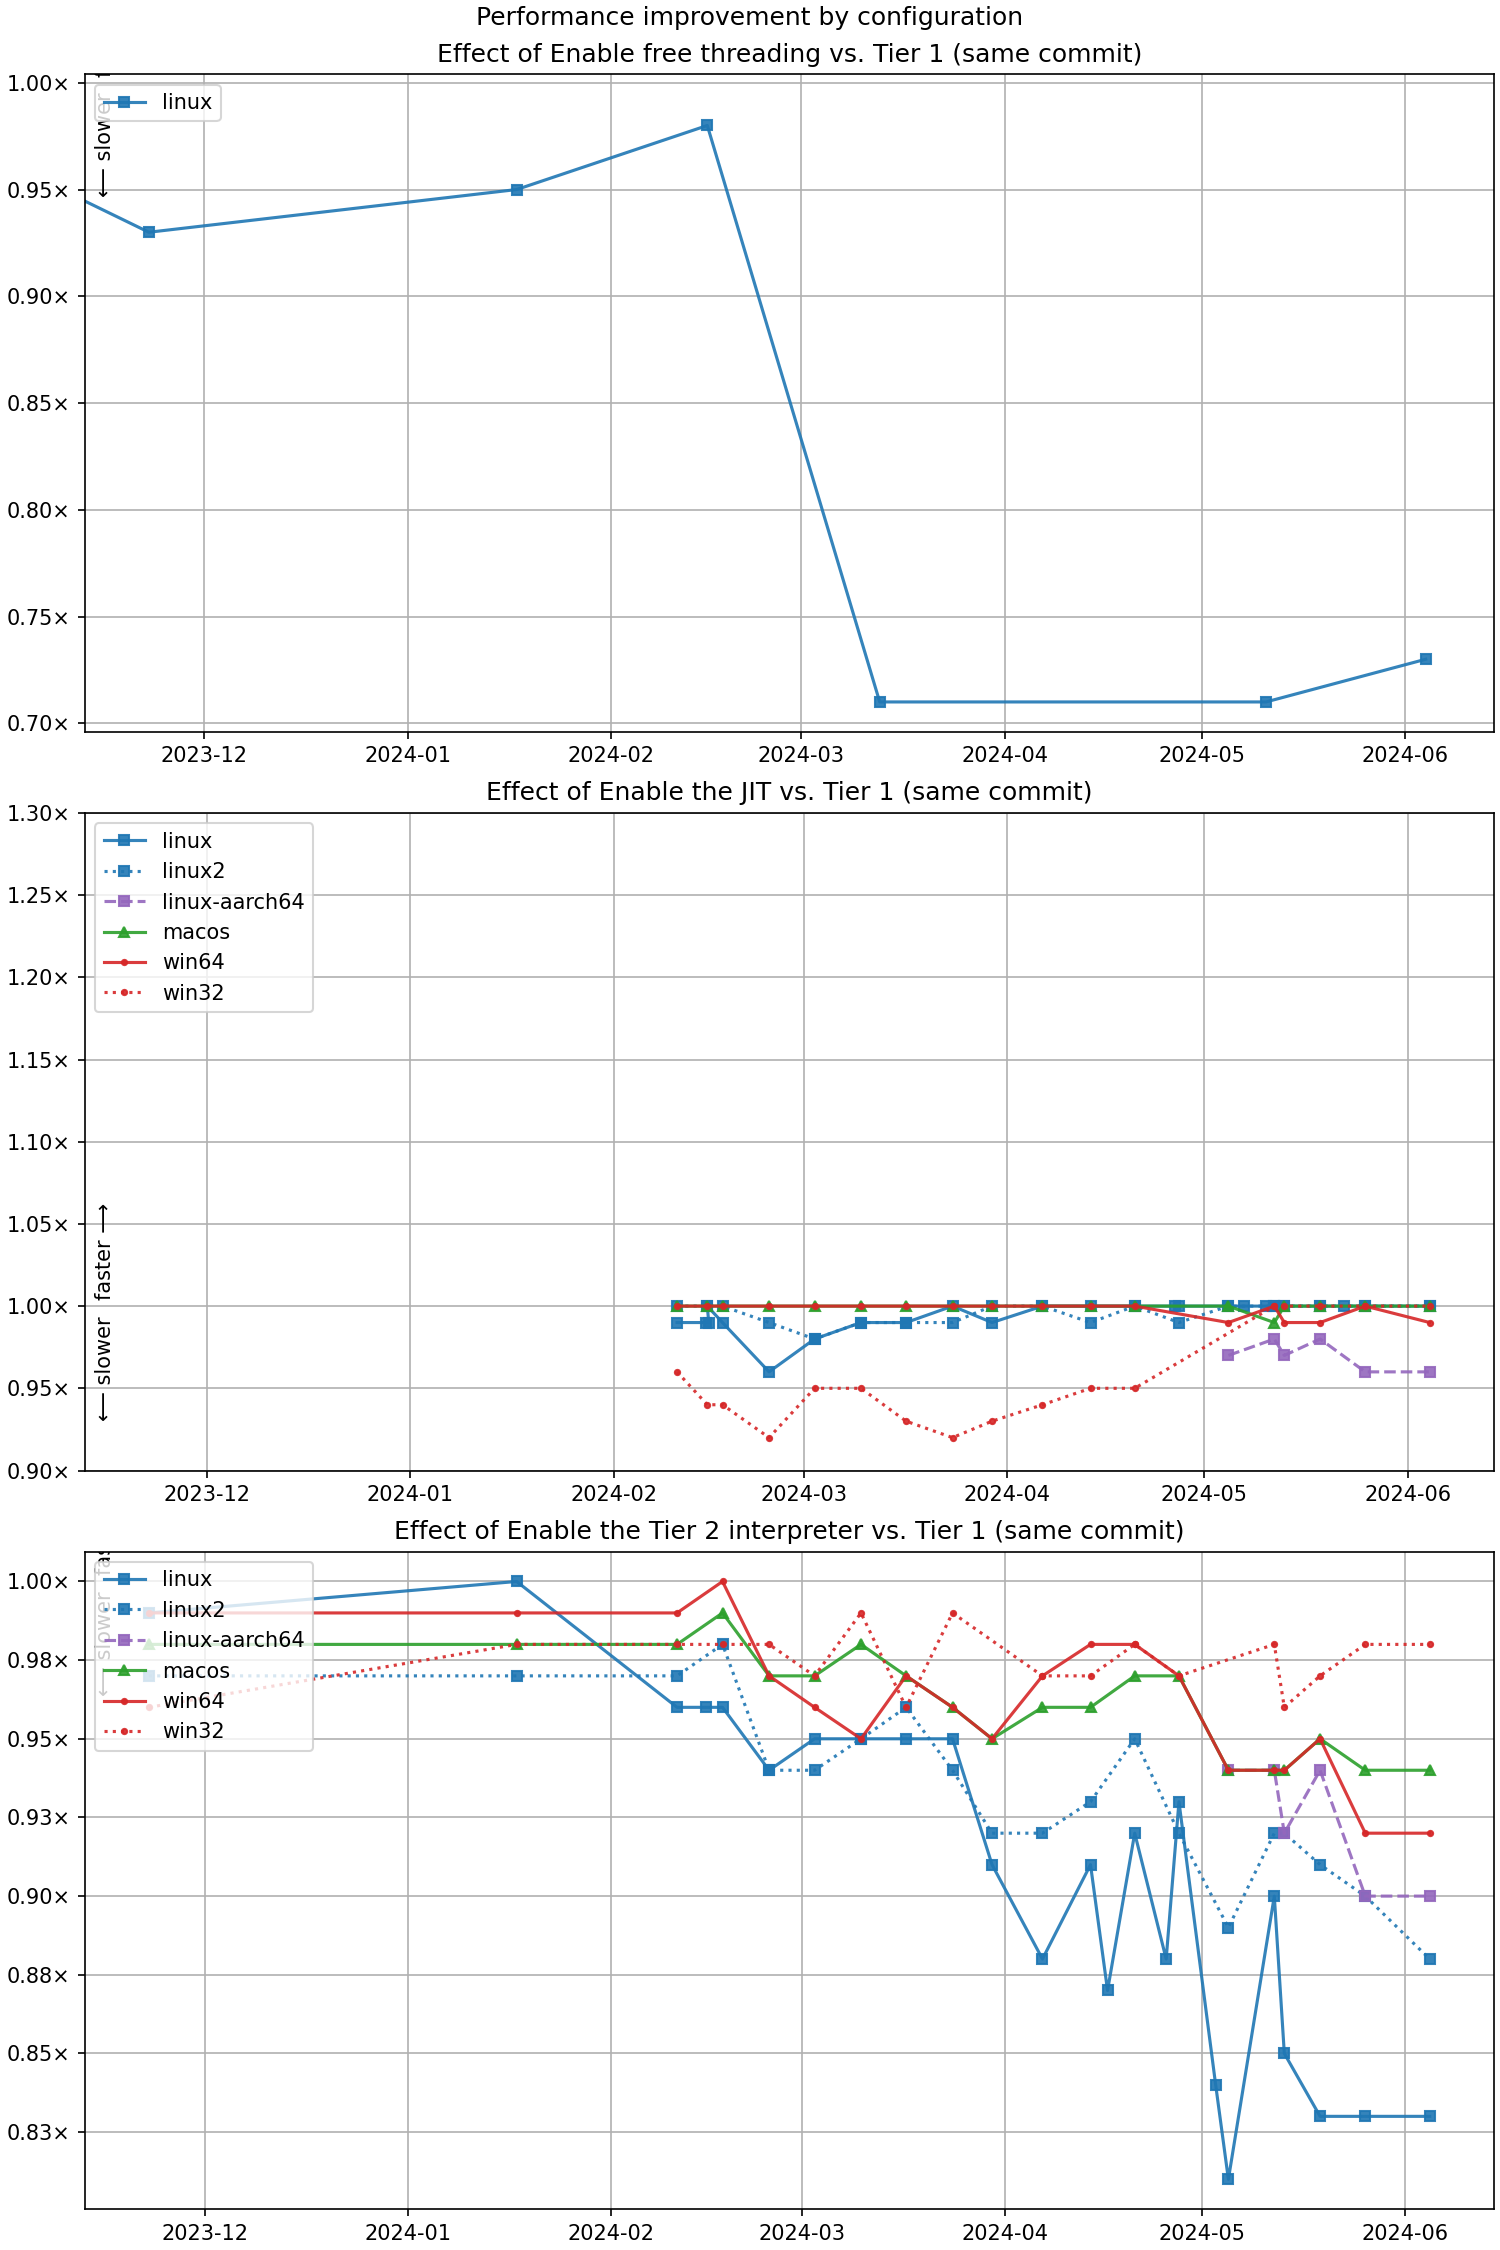 Performance improvement by configuration
Effect of Enable free threading vs. Tier 1 (same commit)
1.00×
0.95×
0.90×
0.85×
0.80×
0.75×
0.70×
← slower
linux
2023-12
2024-01
2024-02
2024-03
2024-04
2024-05
2024-06
Effect of Enable the JIT vs. Tier 1 (same commit)
1.30×
1.25×
1.20×
1.15×
1.10×
1.05×
1.00×
0.95×
0.90×
← slower faster →
linux
linux2
linux-aarch64
macos
win64
win32
2023-12
2024-01
2024-02
2024-03
2024-04
2024-05
2024-06
Effect of Enable the Tier 2 interpreter vs. Tier 1 (same commit)
1.00×
0.98×
0.95×
0.93×
0.90×
0.88×
0.85×
0.83×
← slower
linux
linux2
linux-aarch64
macos
win64
win32
2023-12
2024-01
2024-02
2024-03
2024-04
2024-05
2024-06